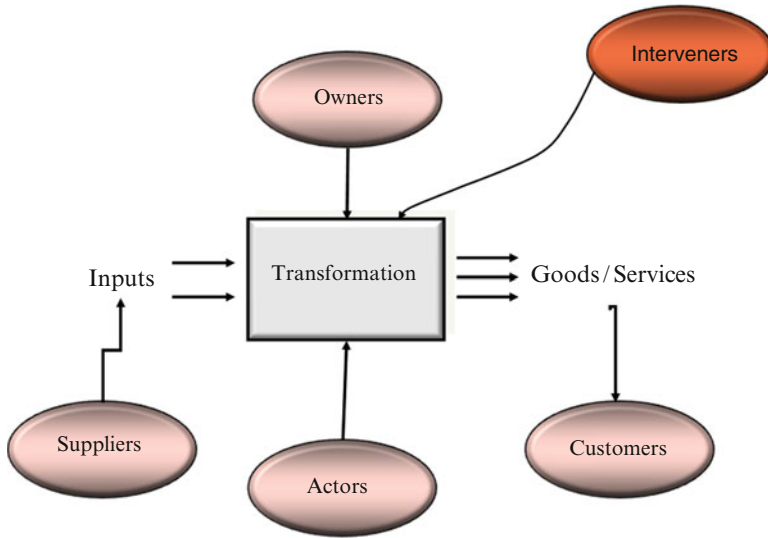 Interveners
Owners
Inputs
Transformation
Goods/Services
Suppliers
Actors
Customers